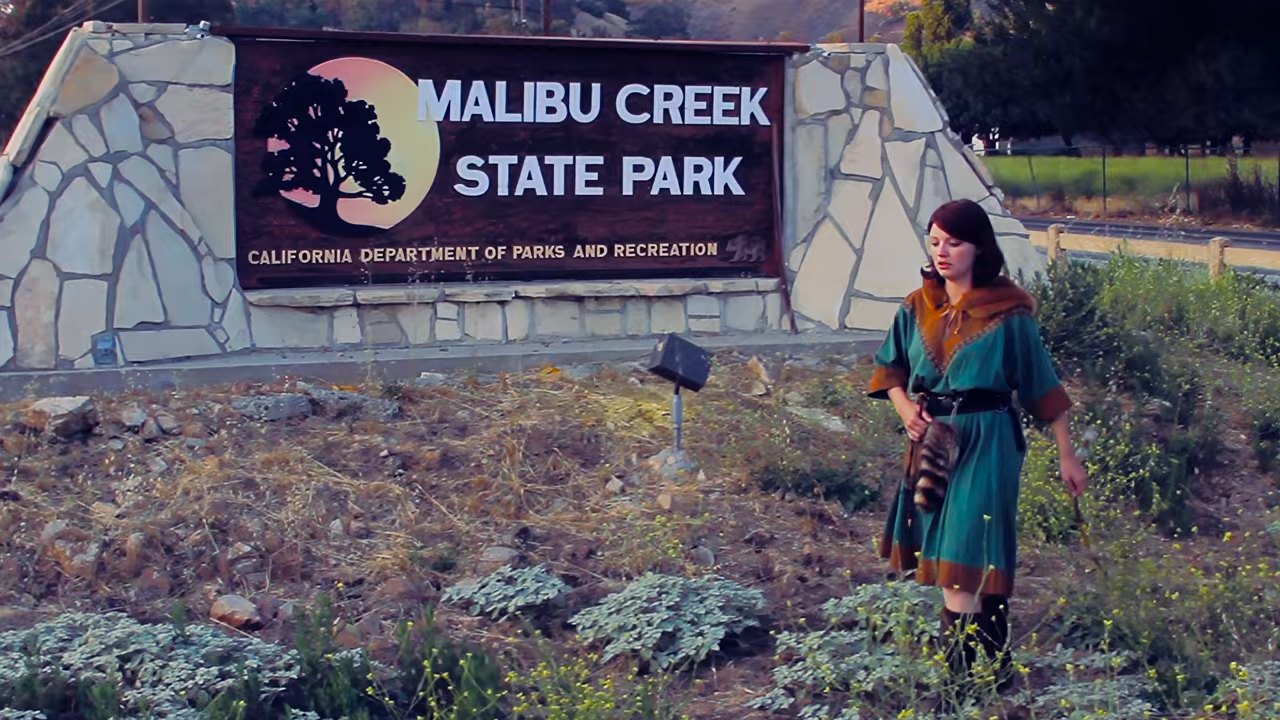 MALIBU CREEK
STATE PARK
CALIFORNIA DEPARTMENT OF PARKS AND RECREATION